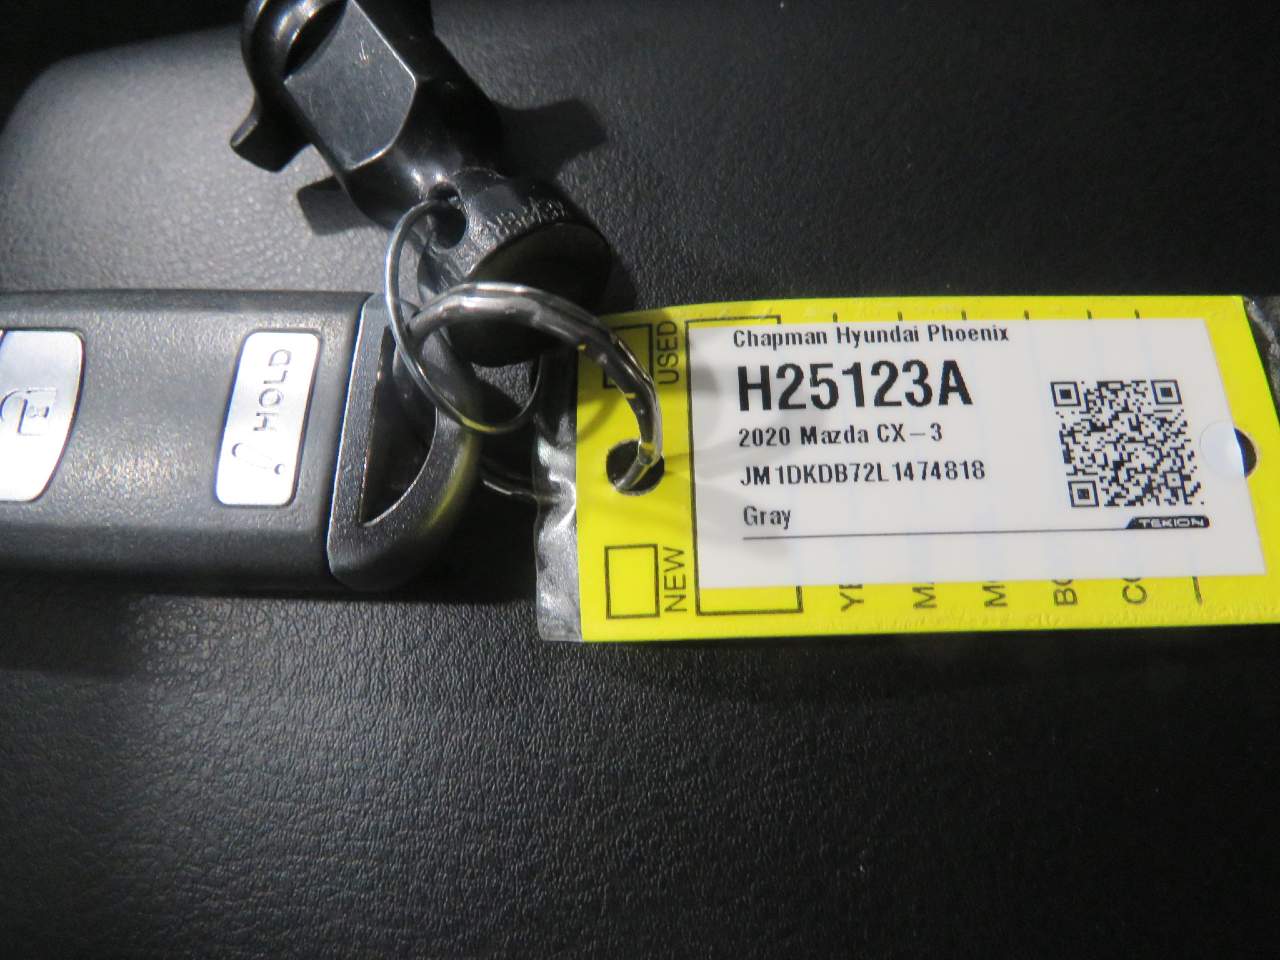 HOLD
USED
NEW
Chapman Hyundai Phoenix
H25123A
2020 Mazda CX-3
JM1DKDB72L1474818
Gray
TEKION